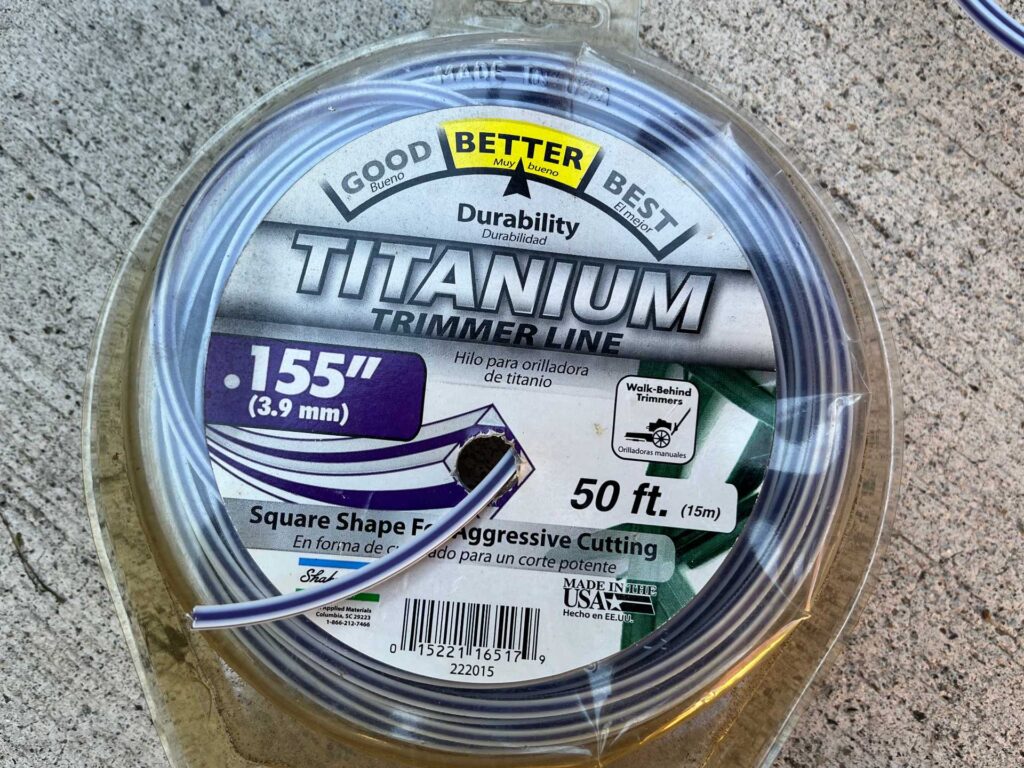 MADE IN USA
GOOD
Bueno
BETTER
Muy bueno
BEST
El mejor
Durability
Durabilidad
TITANIUM
TRIMMER LINE
Hilo para orilladora
de titanio
.155"
(3.9 mm)
Walk-Behind
Trimmers
Orilladoras manuales
50 ft. (15m)
Square Shape Aggressive Cutting
En forma de para un corte potente
Applied Materials
Columbia, SC 29223
1-866-212-7466
MADE IN THE
USA
Hecho en EE.UU.
0 15221 16517 9
222015